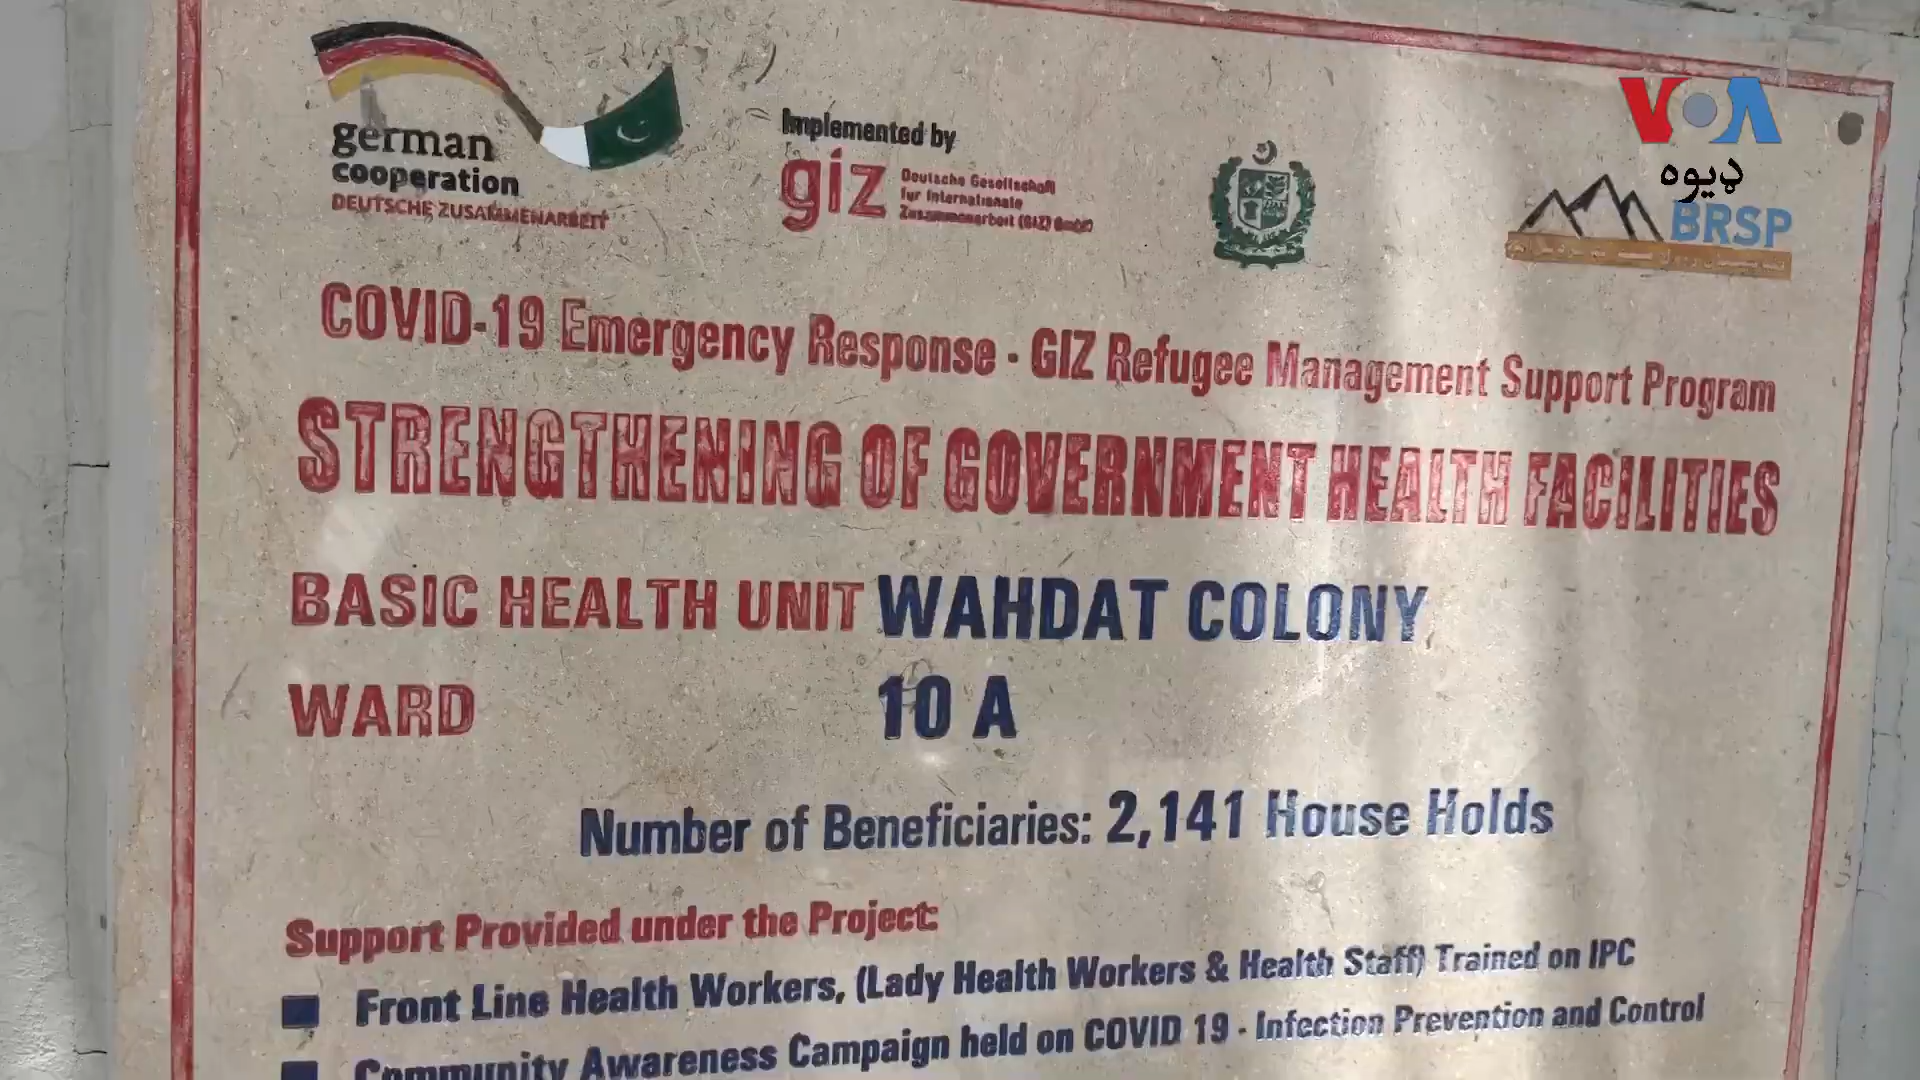 VOA
ډیوه
german
cooperation
DEUTSCHE ZUSAMMENARBEIT
Implemented by
giz
Deutsche Gesellschaft
fur Internationale
Zusammenarbeit (GIZ) GmbH
BRSP
COVID-19 Emergency Response - GIZ Refugee Management Support Program
STRENGTHENING OF GOVERNMENT HEALTH FACILITIES
BASIC HEALTH UNIT WAHDAT COLONY
WARD 10 A
Number of Beneficiaries: 2,141 House Holds
Support Provided under the Project:
Front Line Health Workers, (Lady Health Workers & Health Staff) Trained on IPC
Community Awareness Campaign held on COVID 19 - Infection Prevention and Control